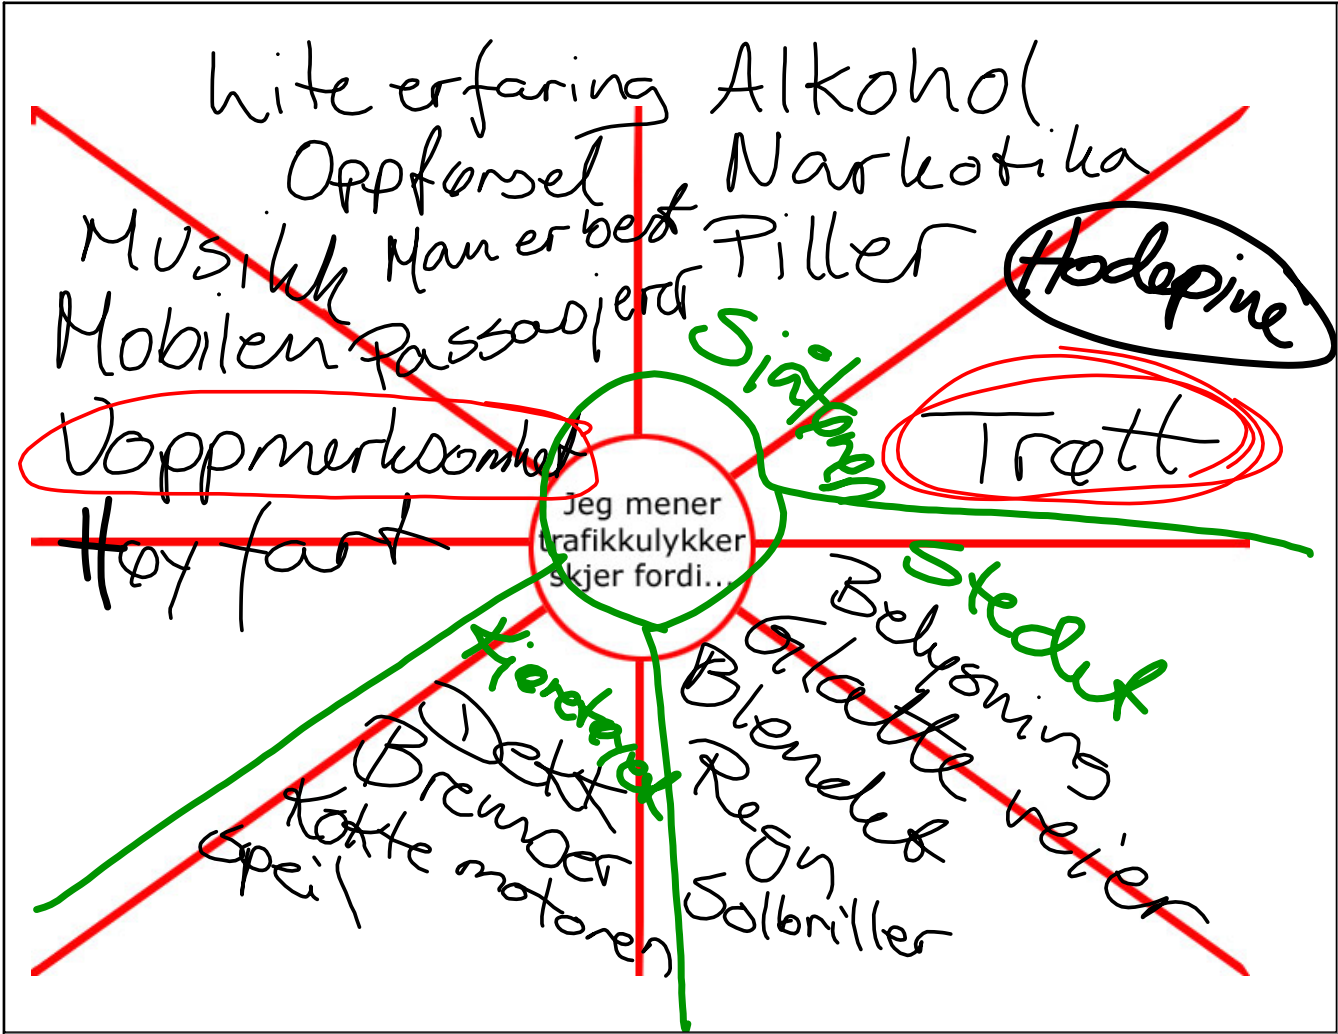 Lite erfaring
Oppførsel
Musikk
Man er best
Mobilen
Passasjerer
Uoppmerksomhet
Høy fart
Alkohol
Narkotika
Piller
Hodepine
Trøtt
Sjåføren
Jeg mener
trafikkulykker
skjer fordi...
Stedet
Belysning
Glatte veier
Blendet
Regn
Solbriller
Kjøretøyet
Dekk
Bremser
motoren
Speil